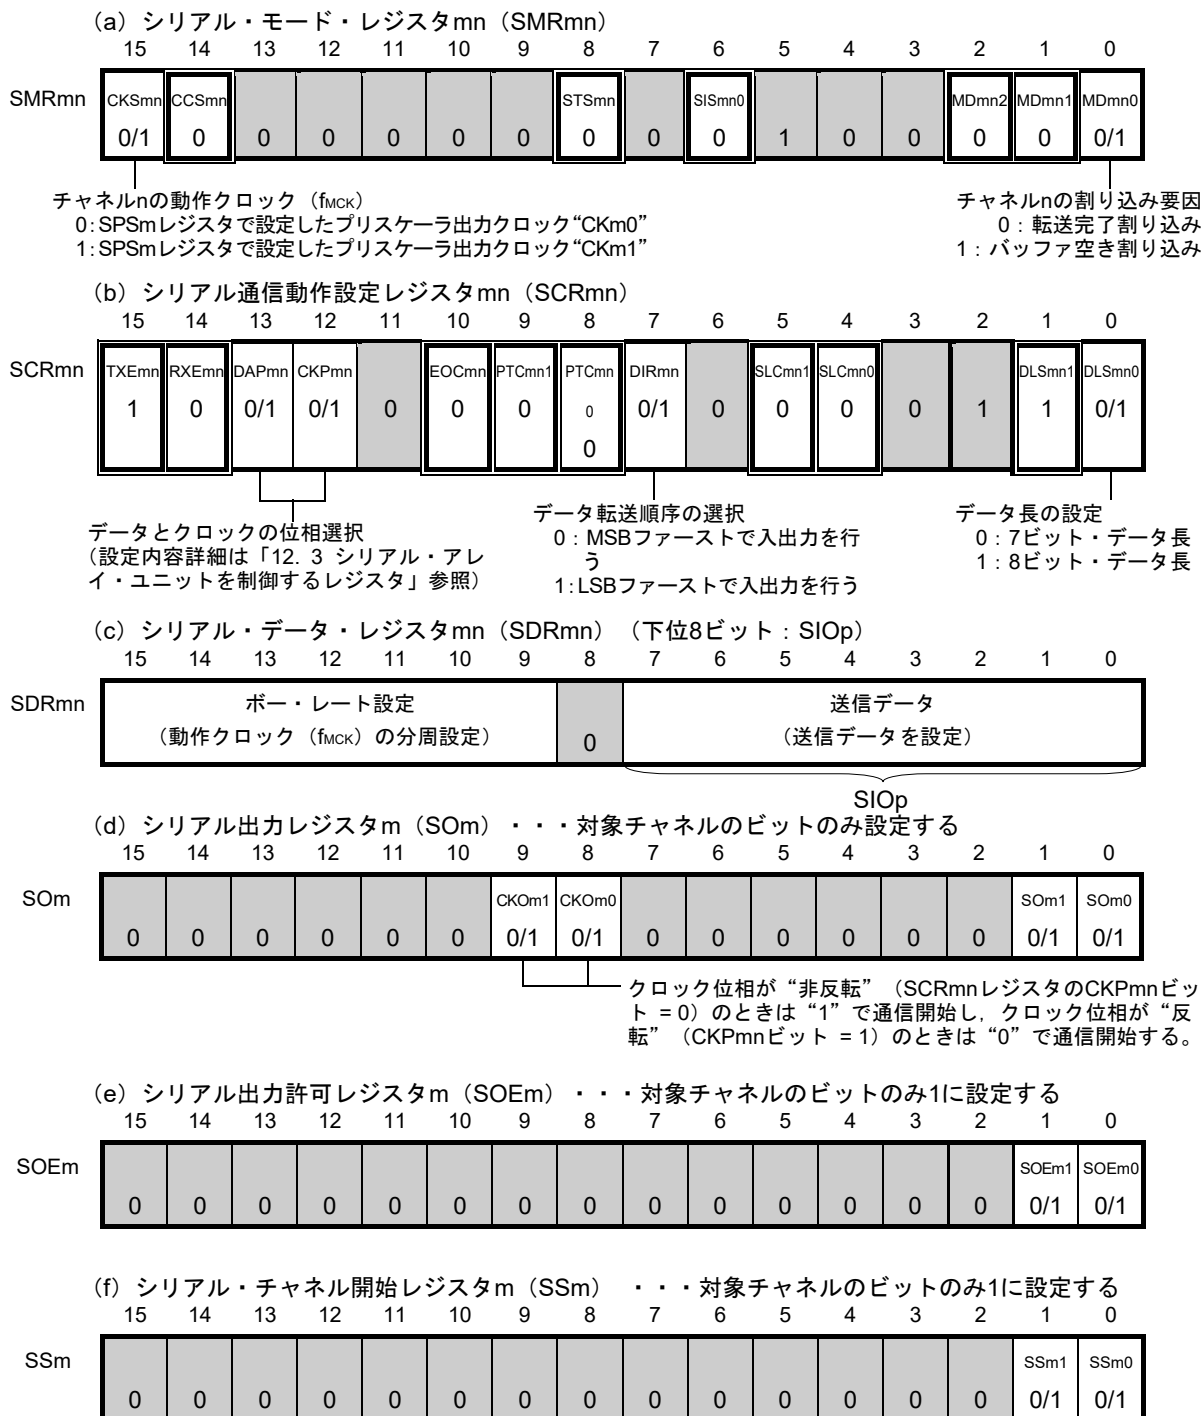 (a) シリアル・モード・レジスタmn（SMRmn）
15 14 13 12 11 10 9 8 7 6 5 4 3 2 1 0
SMRmn CKSmn CCSmn STSmn SISmn0 MDmn2 MDmn1 MDmn0
0/1 0 0 0 0 0 0 0 0 0 1 0 0 0 0 0/1
チャネルnの動作クロック（fMCK）
0：SPSmレジスタで設定したプリスケーラ出力クロック“CKm0”
1：SPSmレジスタで設定したプリスケーラ出力クロック“CKm1”
チャネルnの割り込み要因
0：転送完了割り込み
1：バッファ空き割り込み
(b) シリアル通信動作設定レジスタmn（SCRmn）
15 14 13 12 11 10 9 8 7 6 5 4 3 2 1 0
SCRmn TXEmn RXEmn DAPmn CKPmn EOCmn PTCmn1 PTCmn DIRmn SLCmn1 SLCmn0 DLSmn1 DLSmn0
1 0 0/1 0/1 0 0 0 0 0/1 0 0 0 0 1 1 0/1
0
データとクロックの位相選択
（設定内容詳細は「12. 3 シリアル・アレ
イ・ユニットを制御するレジスタ」参照）
データ転送順序の選択
0：MSBファーストで入出力を行
う
1：LSBファーストで入出力を行う
データ長の設定
0：7ビット・データ長
1：8ビット・データ長
(c) シリアル・データ・レジスタmn（SDRmn）（下位8ビット：SIOp）
15 14 13 12 11 10 9 8 7 6 5 4 3 2 1 0
SDRmn ボー・レート設定 送信データ
（動作クロック（fMCK）の分周設定） 0 （送信データを設定）
SIOp
(d) シリアル出力レジスタm（SOm）・・・対象チャネルのビットのみ設定する
15 14 13 12 11 10 9 8 7 6 5 4 3 2 1 0
SOm CKOm1 CKOm0 SOm1 SOm0
0 0 0 0 0 0 0/1 0/1 0 0 0 0 0 0 0/1 0/1
クロック位相が“非反転”（SCRmnレジスタのCKPmnビッ
ト = 0）のときは“1”で通信開始し，クロック位相が“反
転”（CKPmnビット = 1）のときは“0”で通信開始する。
(e) シリアル出力許可レジスタm（SOEm）・・・対象チャネルのビットのみ1に設定する
15 14 13 12 11 10 9 8 7 6 5 4 3 2 1 0
SOEm SOEm1 SOEm0
0 0 0 0 0 0 0 0 0 0 0 0 0 0 0/1 0/1
(f) シリアル・チャネル開始レジスタm（SSm） ・・・対象チャネルのビットのみ1に設定する
15 14 13 12 11 10 9 8 7 6 5 4 3 2 1 0
SSm SSm1 SSm0
0 0 0 0 0 0 0 0 0 0 0 0 0 0 0/1 0/1